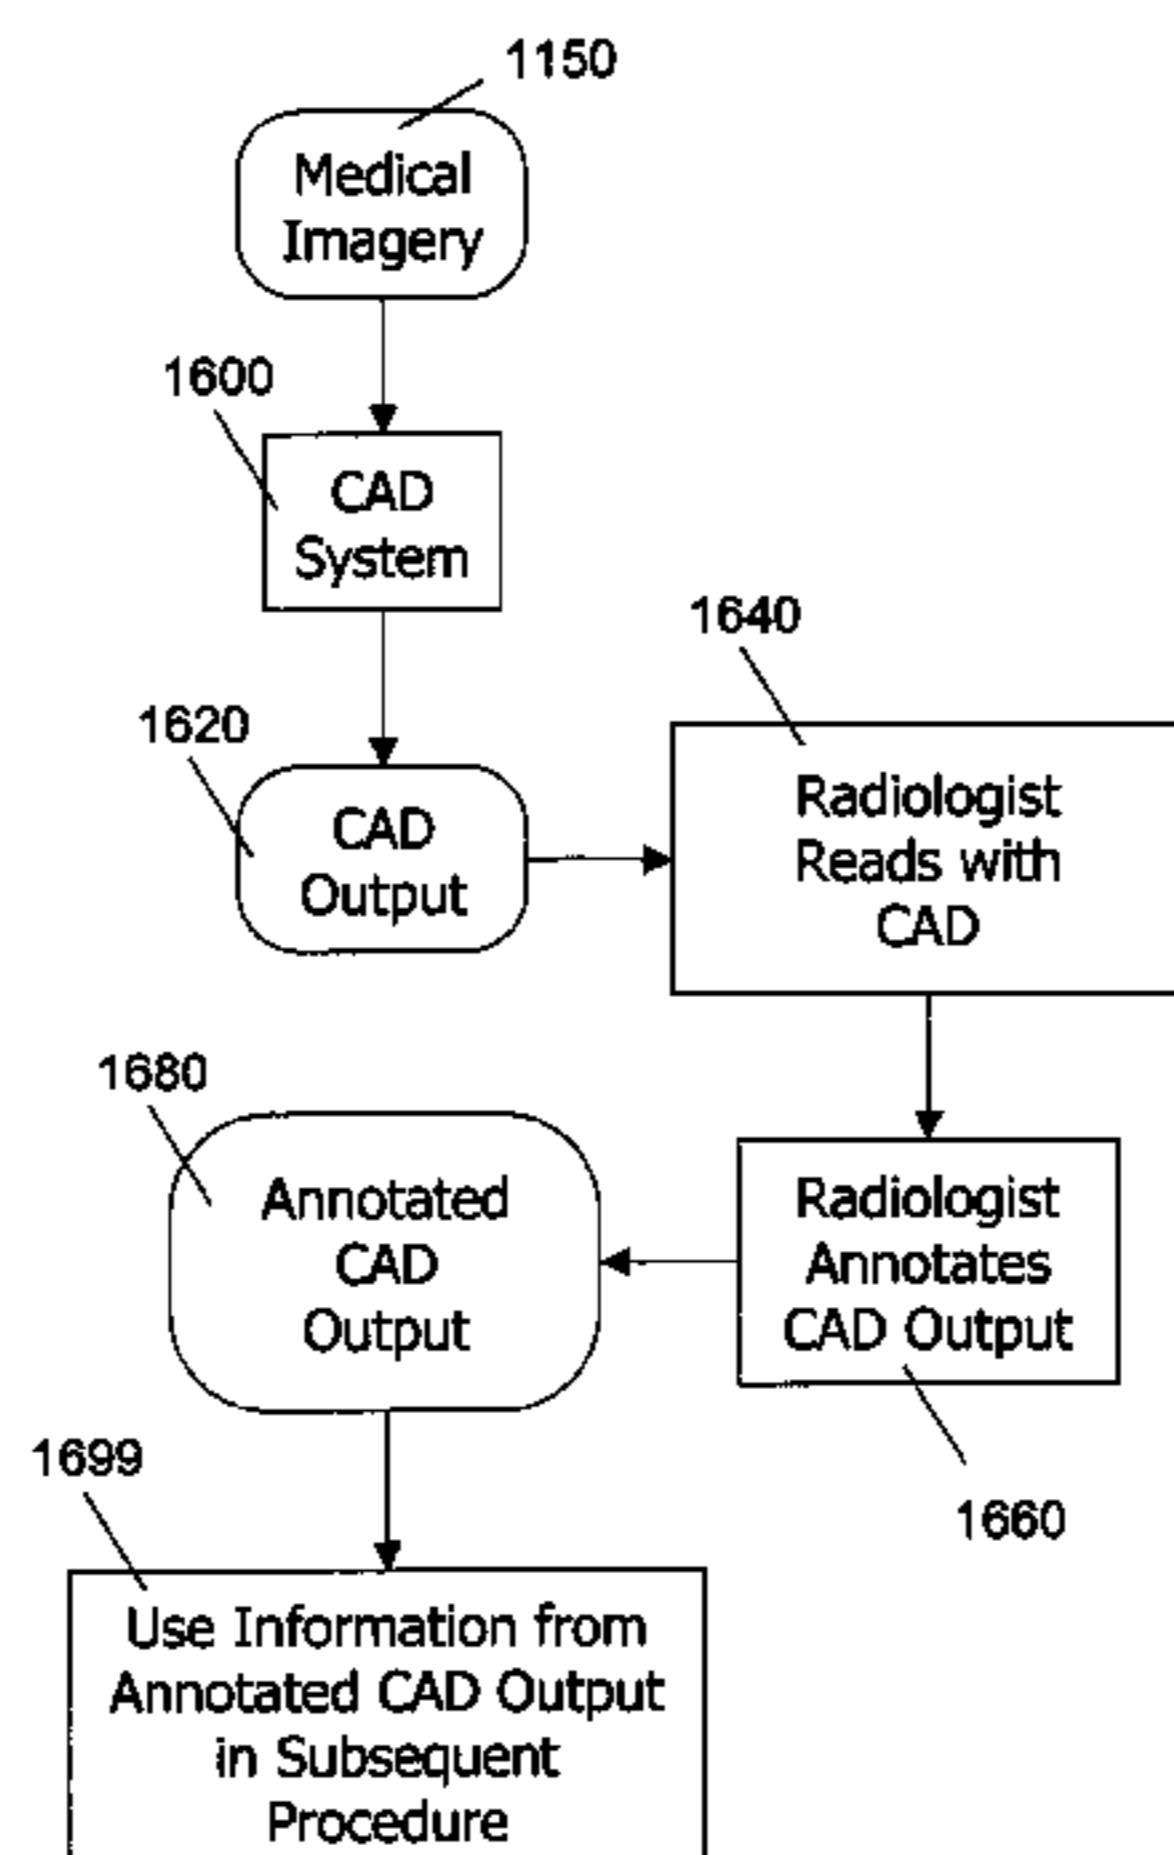 1150
Medical
Imagery
1600
CAD
System
1640
1620
CAD
Output
Radiologist
Reads with
CAD
1680
Annotated
CAD
Output
Radiologist
Annotates
CAD Output
1660
1699
Use Information from
Annotated CAD Output
in Subsequent
Procedure